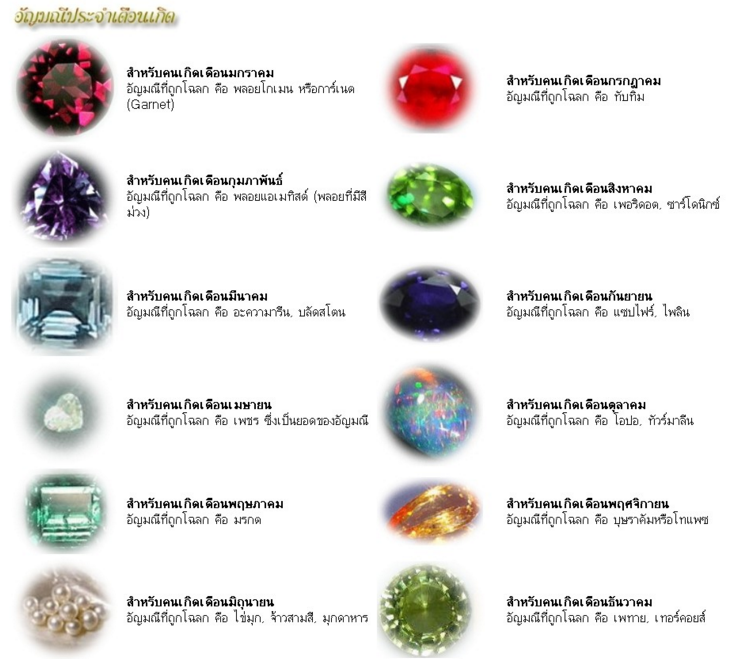 อัญมณีประจำเดือนเกิด
สำหรับคนเกิดเดือนมกราคม
อัญมณีที่ถูกโฉลก คือ พลอยโกเมน หรือการ์เนต
(Garnet)
สำหรับคนเกิดเดือนกุมภาพันธ์
อัญมณีที่ถูกโฉลก คือ พลอยแอเมทิสต์ (พลอยที่มีสี
ม่วง)
สำหรับคนเกิดเดือนมีนาคม
อัญมณีที่ถูกโฉลก คือ อะความารีน, บลัดสโตน
สำหรับคนเกิดเดือนเมษายน
อัญมณีที่ถูกโฉลก คือ เพชร ซึ่งเป็นยอดของอัญมณี
สำหรับคนเกิดเดือนพฤษภาคม
อัญมณีที่ถูกโฉลก คือ มรกต
สำหรับคนเกิดเดือนมิถุนายน
อัญมณีที่ถูกโฉลก คือ ไข่มุก, จ้าวสามสี, มุกดาหาร
สำหรับคนเกิดเดือนกรกฎาคม
อัญมณีที่ถูกโฉลก คือ ทับทิม
สำหรับคนเกิดเดือนสิงหาคม
อัญมณีที่ถูกโฉลก คือ เพอริดอต, ซาร์โดนิกซ์
สำหรับคนเกิดเดือนกันยายน
อัญมณีที่ถูกโฉลก คือ แซปไฟร์, ไพลิน
สำหรับคนเกิดเดือนตุลาคม
อัญมณีที่ถูกโฉลก คือ โอปอ, ทัวร์มาลีน
สำหรับคนเกิดเดือนพฤศจิกายน
อัญมณีที่ถูกโฉลก คือ บุษราคัมหรือโทแพซ
สำหรับคนเกิดเดือนธันวาคม
อัญมณีที่ถูกโฉลก คือ เพทาย, เทอร์คอยส์